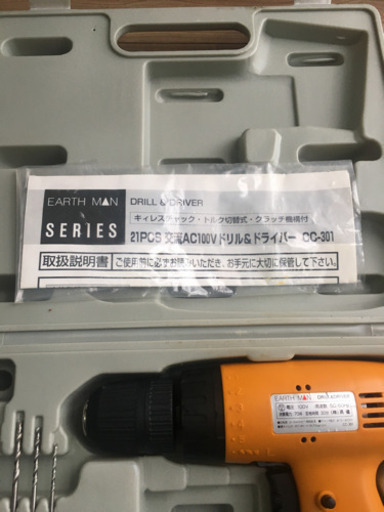 EARTH MAN
SERIES
DRILL & DRIVER
キィレスチャック・トルク切替式・クラッチ機構付
21PCS 交流AC100Vドリル&ドライバー CC-301
取扱説明書
ご使用前に必ずお読みいただき、お手元に大切に保管して下さい。
EARTH MAN DRILL&DRIVER